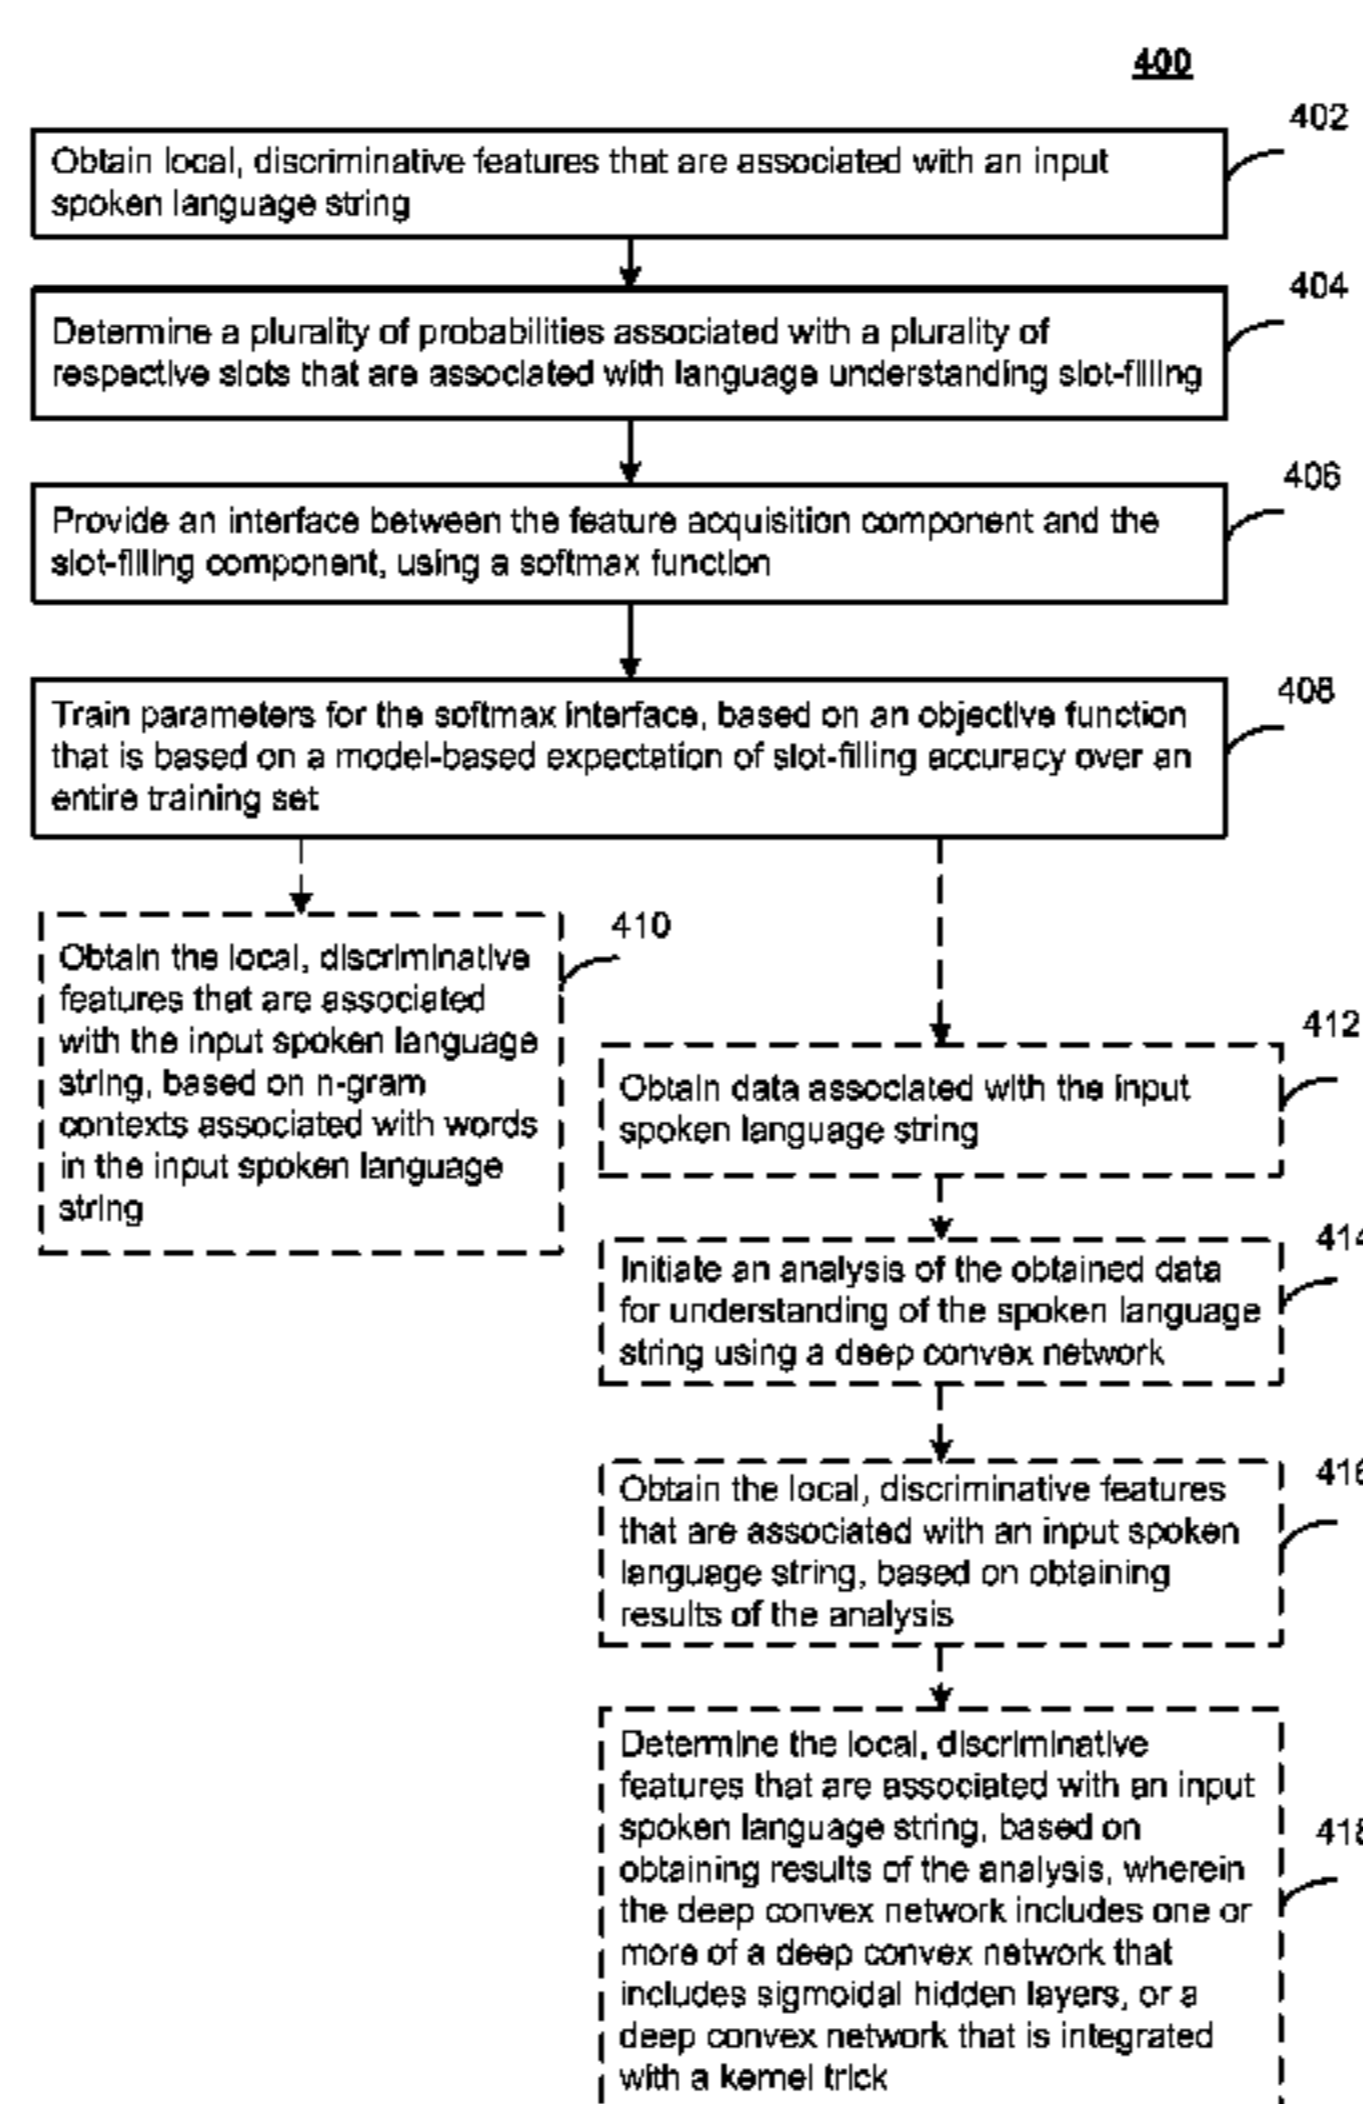 400
402
Obtain local, discriminative features that are associated with an input
spoken language string
404
Determine a plurality of probabilities associated with a plurality of
respective slots that are associated with language understanding slot-filling
406
Provide an interface between the feature acquisition component and the
slot-filling component, using a softmax function
408
Train parameters for the softmax interface, based on an objective function
that is based on a model-based expectation of slot-filling accuracy over an
entire training set
410
Obtain the local, discriminative
features that are associated
with the input spoken language
string, based on n-gram
contexts associated with words
in the input spoken language
string
412
Obtain data associated with the input
spoken language string
414
Initiate an analysis of the obtained data
for understanding of the spoken language
string using a deep convex network
416
Obtain the local, discriminative features
that are associated with an input spoken
language string, based on obtaining
results of the analysis
418
Determine the local, discriminative
features that are associated with an input
spoken language string, based on
obtaining results of the analysis, wherein
the deep convex network includes one or
more of a deep convex network that
includes sigmoidal hidden layers, or a
deep convex network that is integrated
with a kernel trick